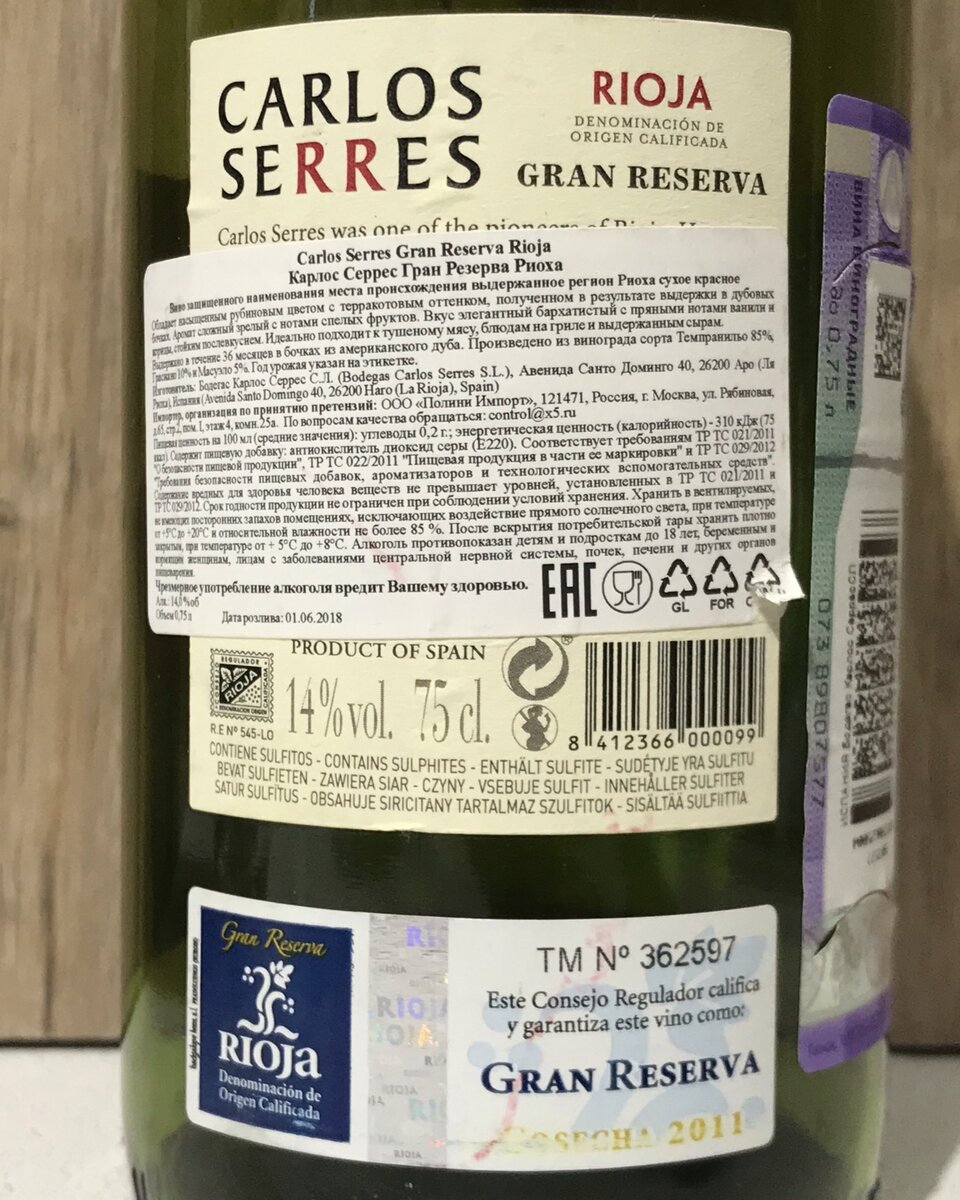 CARLOS
SERRES
RIOJA
DENOMINACIÓN DE
ORIGEN CALIFICADA
GRAN RESERVA
Carlos Serres was one of the pioneers of Rioja
Carlos Serres Gran Reserva Rioja
Карлос Серрес Гран Резерва Риоха
Вино защищенного наименования места происхождения выдержанное регион Риоха сухое красное
Обладает насыщенным рубиновым цветом с терракотовым оттенком, полученном в результате выдержки в дубовых
бочках. Аромат сложный зрелый с нотами спелых фруктов. Вкус элегантный бархатистый с пряными нотами ванили и
корицы, стойким послевкусием. Идеально подходит к тушеному мясу, блюдам на гриле и выдержанным сырам.
Выдержано в течение 36 месяцев в бочках из американского дуба. Произведено из винограда сорта Темпранильо 85%,
Грасиано 10% и Масуэло 5%. Год урожая указан на этикетке.
Изготовитель: Бодегас Карлос Серрес С.Л. (Bodegas Carlos Serres S.L.), Авенида Санто Доминго 40, 26200 Аро (Ля
Риоха), Испания (Avenida Santo Domingo 40, 26200 Haro (La Rioja), Spain)
Импортер, организация по принятию претензий: ООО «Полини Импорт», 121471, Россия, г. Москва, ул. Рябиновая,
д.65, стр.2, пом. I, этаж 4, комн.25а. По вопросам качества обращаться: control@x5.ru
Пищевая ценность на 100 мл (средние значения): углеводы 0,2 г.; энергетическая ценность (калорийность) - 310 кДж (75
ккал). Содержит пищевую добавку: антиокислитель диоксид серы (Е220). Соответствует требованиям ТР ТС 021/2011
"О безопасности пищевой продукции", ТР ТС 022/2011 "Пищевая продукция в части ее маркировки" и ТР ТС 029/2012
"Требования безопасности пищевых добавок, ароматизаторов и технологических вспомогательных средств".
Содержание вредных для здоровья человека веществ не превышает уровней, установленных в ТР ТС 021/2011 и
ТР ТС 029/2012. Срок годности продукции не ограничен при соблюдении условий хранения. Хранить в вентилируемых,
не имеющих посторонних запахов помещениях, исключающих воздействие прямого солнечного света, при температуре
от +5°С до +20°С и относительной влажности не более 85 %. После вскрытия потребительской тары хранить плотно
закрытым, при температуре от + 5°С до +8°С. Алкоголь противопоказан детям и подросткам до 18 лет, беременным и
кормящим женщинам, лицам с заболеваниями центральной нервной системы, почек, печени и других органов
пищеварения.
Чрезмерное употребление алкоголя вредит Вашему здоровью.
Алк.: 14,0 % об
Объем 0,75 л
Дата розлива: 01.06.2018
EAC
GL
FOR
PRODUCT OF SPAIN
REGULADOR
RIOJA
R.E Nº 545-LO
14%vol. 75 cl.
8 412366 000099
CONTIENE SULFITOS - CONTAINS SULPHITES - ENTHÄLT SULFITE - SUDĖTYJE YRA SULFITU
BEVAT SULFIETEN - ZAWIERA SIAR - CZYNY - VSEBUJE SULFIT - INNEHÅLLER SULFITER
SATUR SULFĪTUS - OBSAHUJE SIRICITANY TARTALMAZ SZULFITOK - SISÄLTÄÄ SULFIITTIA
Gran Reserva
RIOJA
Denominación de
Origen Calificada
RIOJA
TM Nº 362597
Este Consejo Regulador califica
y garantiza este vino como:
GRAN RESERVA
COSECHA 2011
ВИНА ВИНОГРАДНЫЕ
до 0,75 л
073 89807577